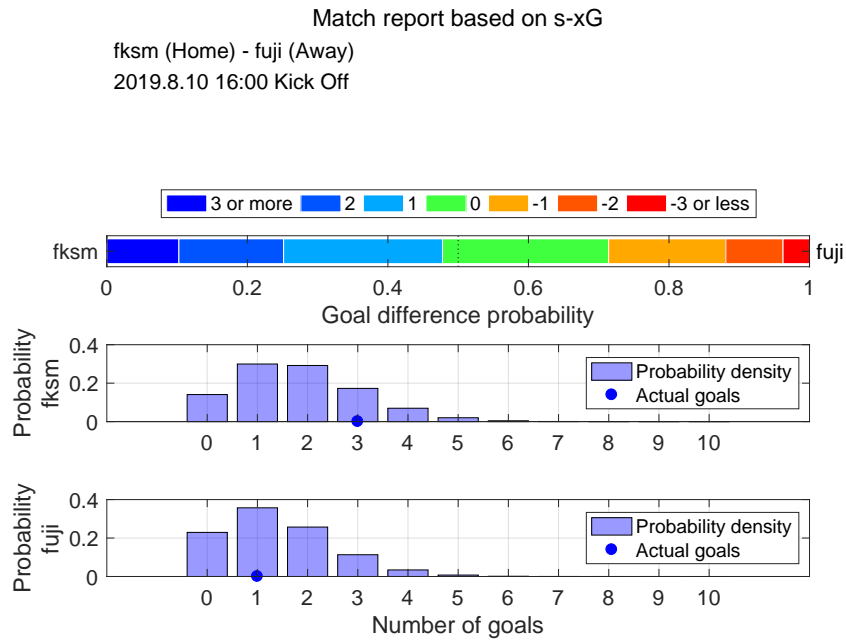 Match report based on s-xG
fksm (Home) - fuji (Away)
2019.8.10 16:00 Kick Off
3 or more 2 1 0 -1 -2 -3 or less
fksm fuji
0 0.2 0.4 0.6 0.8 1
Goal difference probability
Probability
fksm
0.4
0.2
0
Probability density
Actual goals
0 1 2 3 4 5 6 7 8 9 10
Probability
fuji
0.4
0.2
0
Probability density
Actual goals
0 1 2 3 4 5 6 7 8 9 10
Number of goals